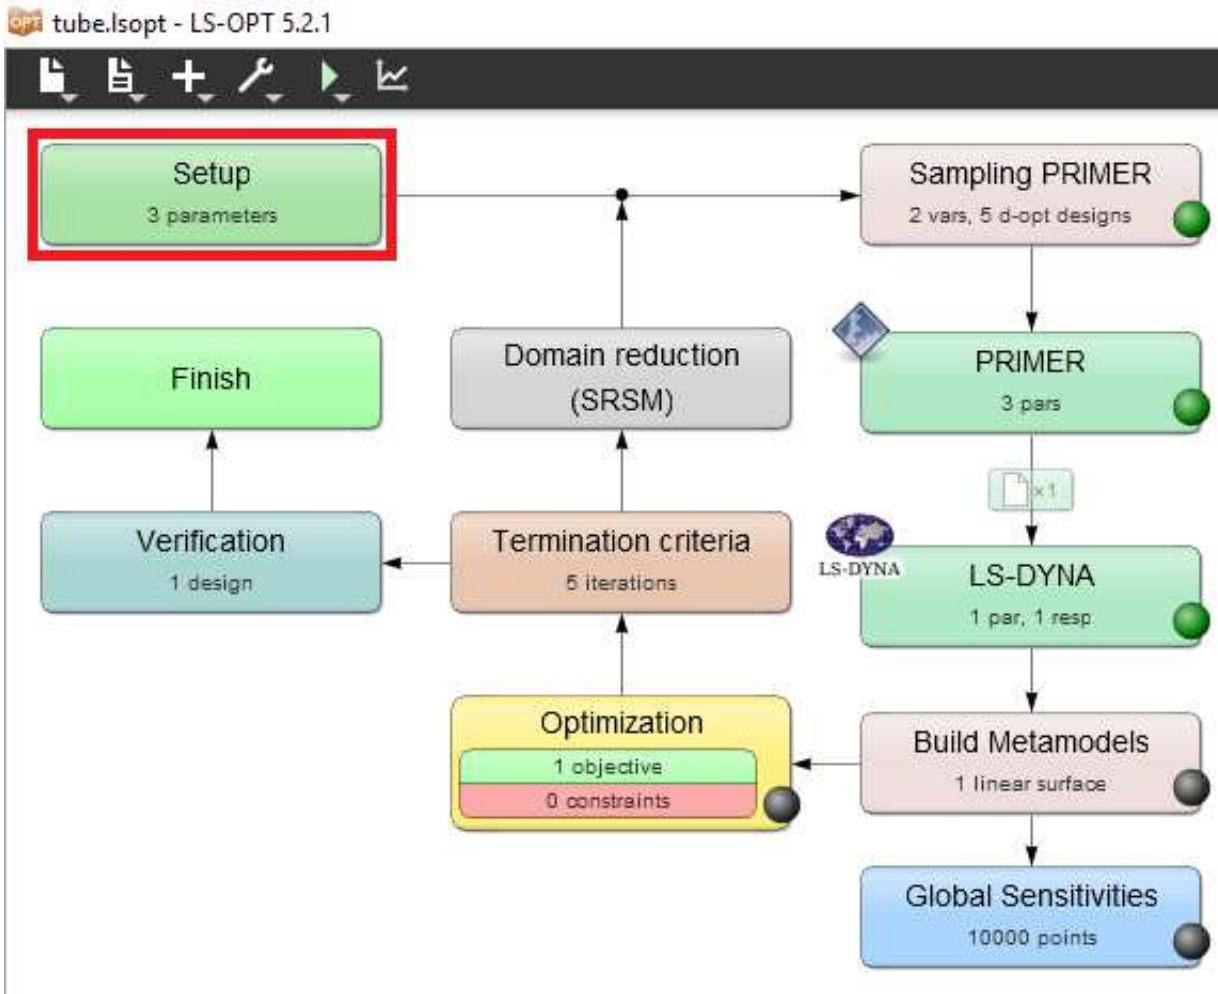 OPT tube.lsopt - LS-OPT 5.2.1
Setup
3 parameters
Sampling PRIMER
2 vars, 5 d-opt designs
Finish
Domain reduction
(SRSM)
PRIMER
3 pars
×1
Verification
1 design
Termination criteria
5 iterations
LS-DYNA
LS-DYNA
1 par, 1 resp
Optimization
1 objective
0 constraints
Build Metamodels
1 linear surface
Global Sensitivities
10000 points